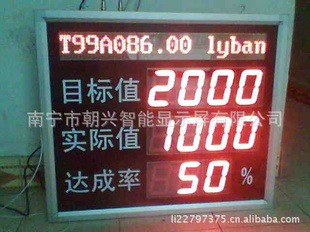 T99A086.00 lyban
目标值 2000
南宁市朝兴智能显示屏有限公司
实际值 1000
达成率 50 %
li22797375.cn.alibaba.com